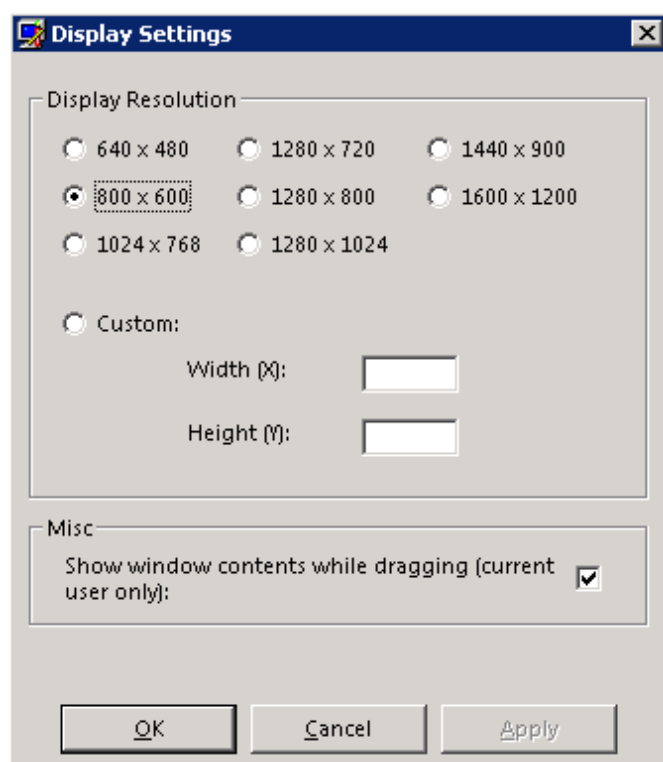 Display Settings
Display Resolution
640 x 480 1280 x 720 1440 x 900
800 x 600 1280 x 800 1600 x 1200
1024 x 768 1280 x 1024
Custom:
Width (X):
Height (Y):
Misc
Show window contents while dragging (current
user only):
OK Cancel Apply